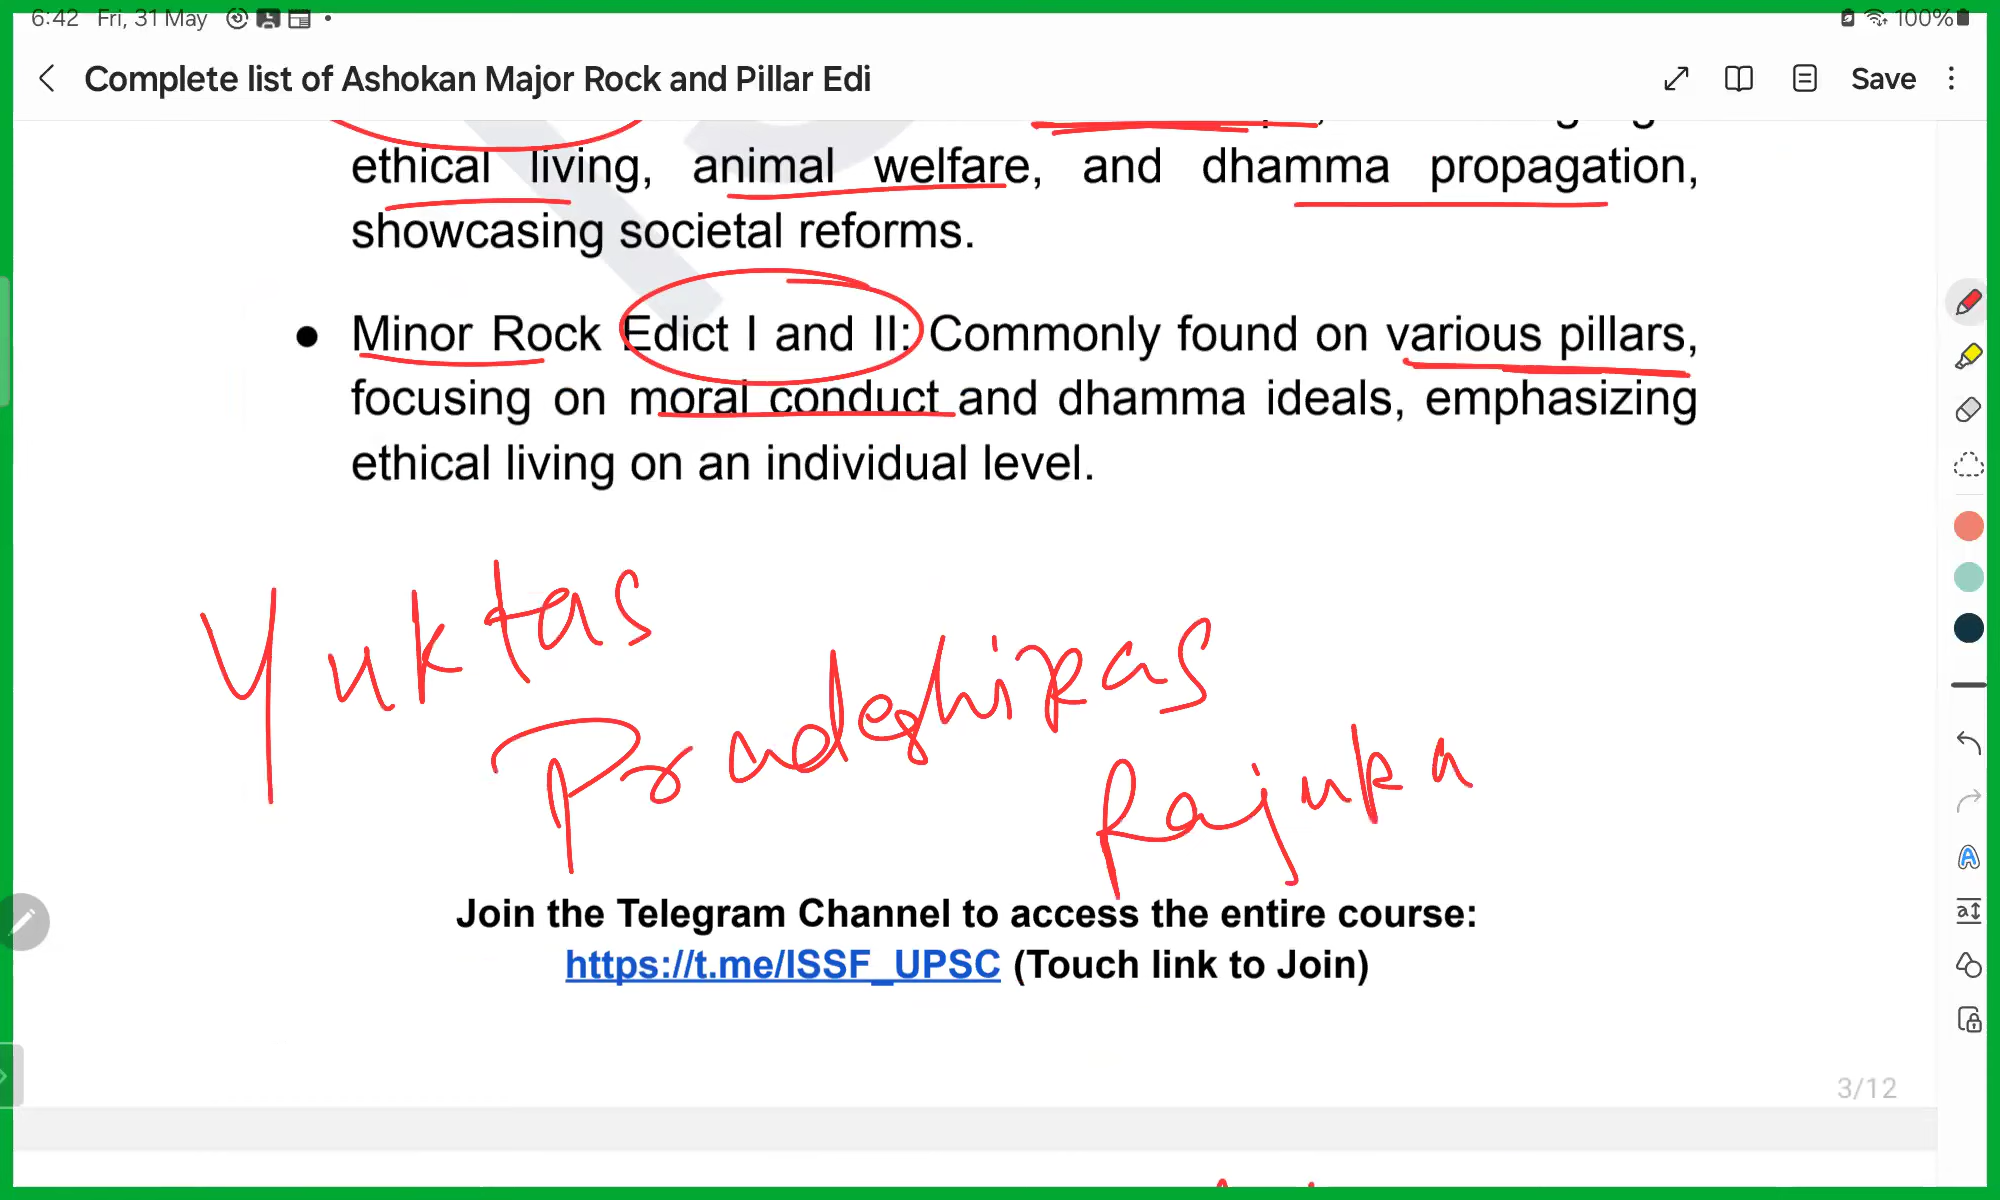 6:42 Fri, 31 May 100%
Complete list of Ashokan Major Rock and Pillar Edi Save
ethical living, animal welfare, and dhamma propagation,
showcasing societal reforms.
● Minor Rock Edict I and II: Commonly found on various pillars,
focusing on moral conduct and dhamma ideals, emphasizing
ethical living on an individual level.
Yuktas
Pradeshikas
Rajuka
Join the Telegram Channel to access the entire course:
https://t.me/ISSF_UPSC (Touch link to Join)
3/12